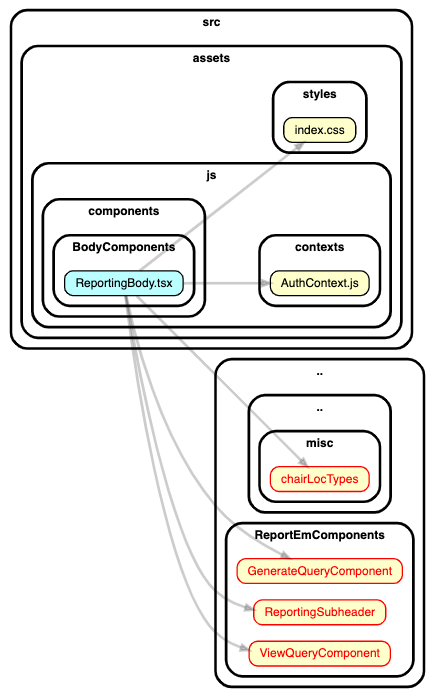 src
assets
styles
index.css
js
components
BodyComponents
ReportingBody.tsx
contexts
AuthContext.js
..
..
misc
chairLocTypes
ReportEmComponents
GenerateQueryComponent
ReportingSubheader
ViewQueryComponent